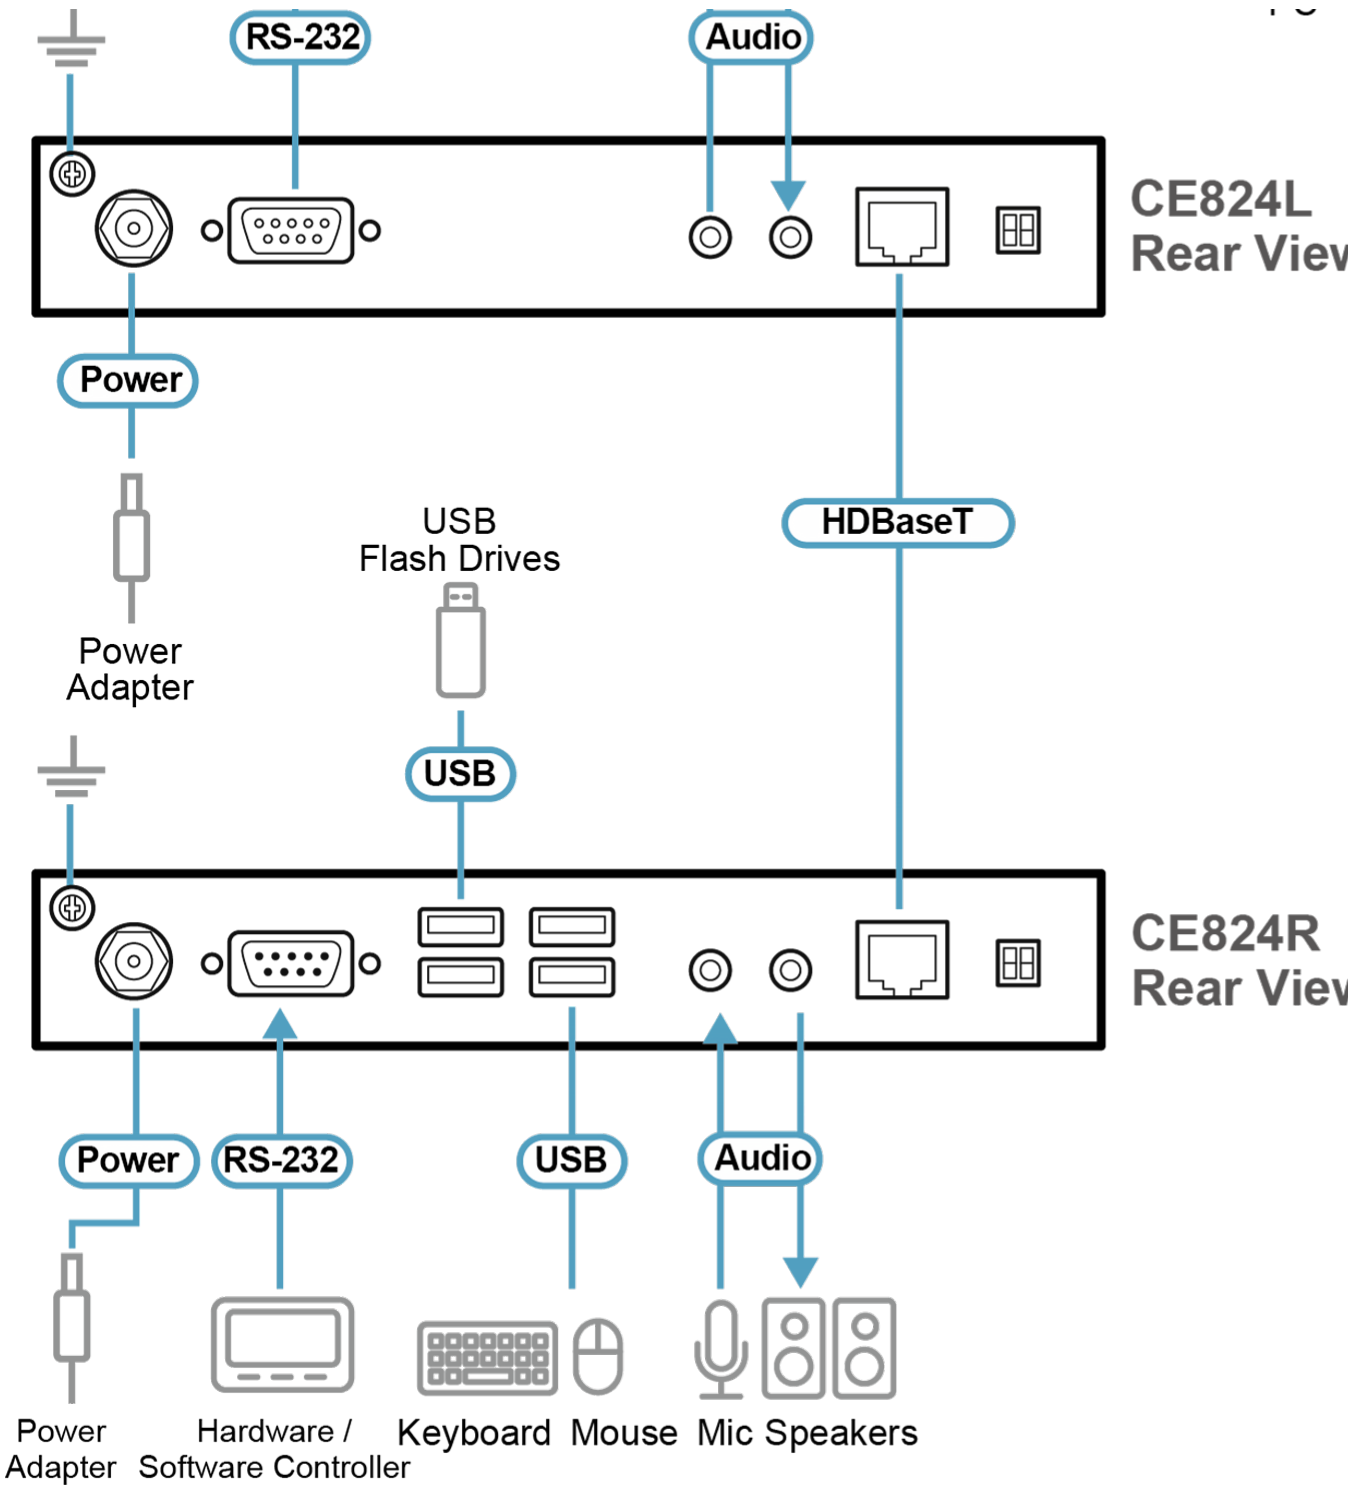 RS-232
Audio
CE824L
Rear View
Power
HDBaseT
USB
Flash Drives
Power
Adapter
USB
CE824R
Rear View
Power
RS-232
USB
Audio
Power
Adapter
Hardware /
Software Controller
Keyboard
Mouse
Mic
Speakers